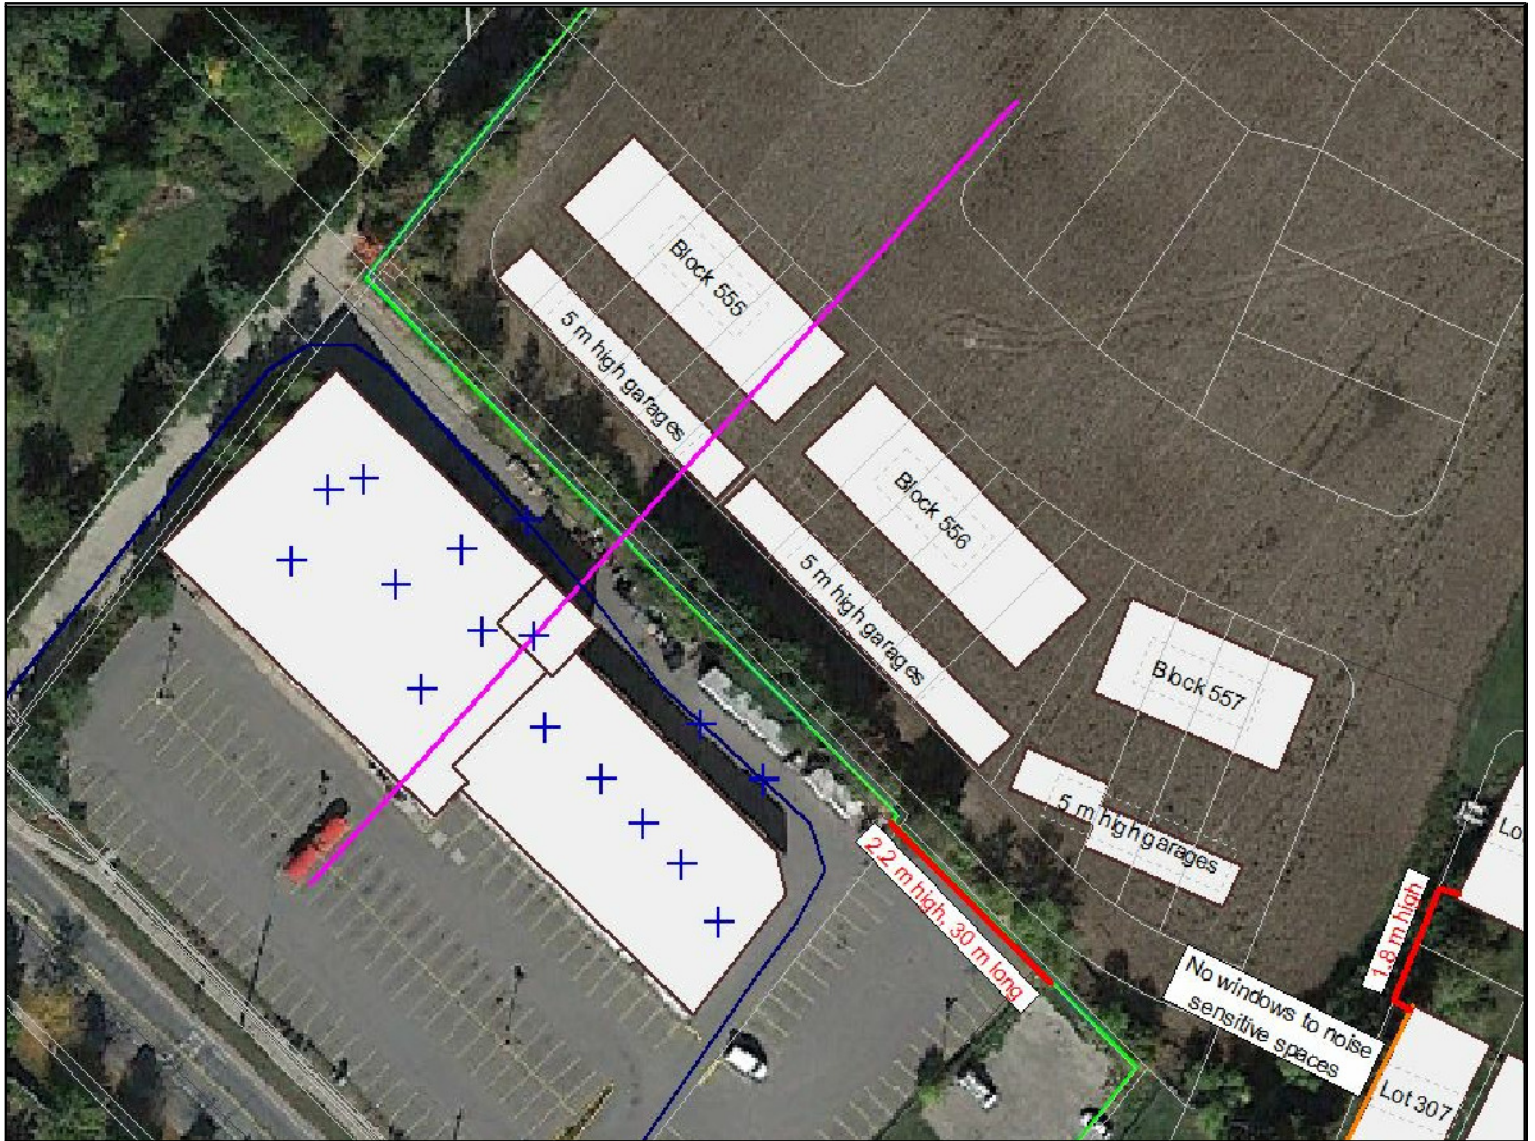 Block 555
5 m high garages
Block 556
5 m high garages
Block 557
5 m high garages
Lo
2.2 m high, 30 m long
1.8 m high
No windows to noise
sensitive spaces
Lot 307